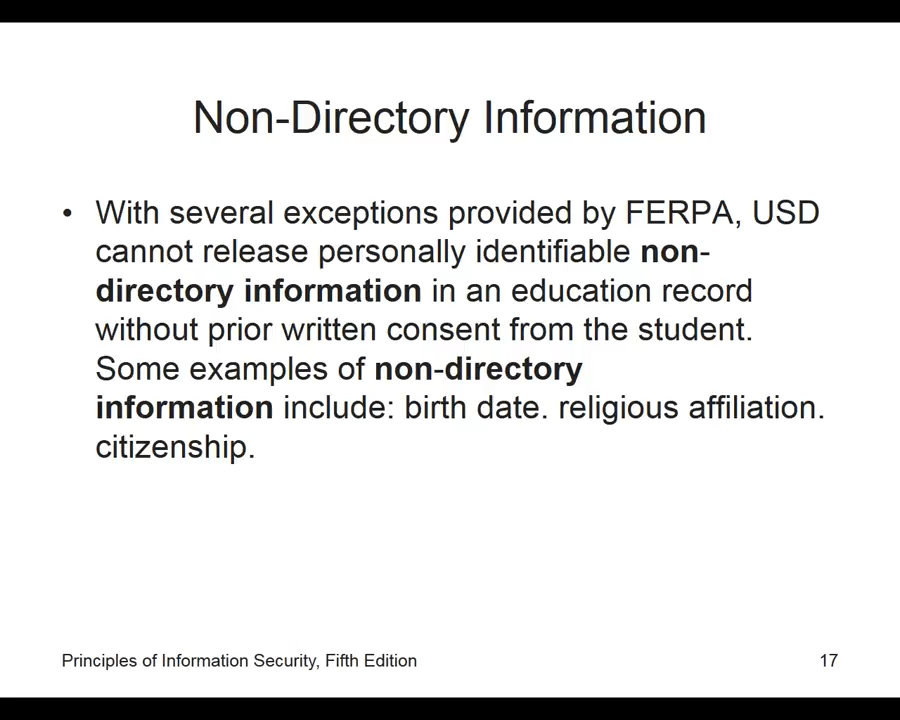 Non-Directory Information
• With several exceptions provided by FERPA, USD
cannot release personally identifiable non-
directory information in an education record
without prior written consent from the student.
Some examples of non-directory
information include: birth date. religious affiliation.
citizenship.
Principles of Information Security, Fifth Edition
17